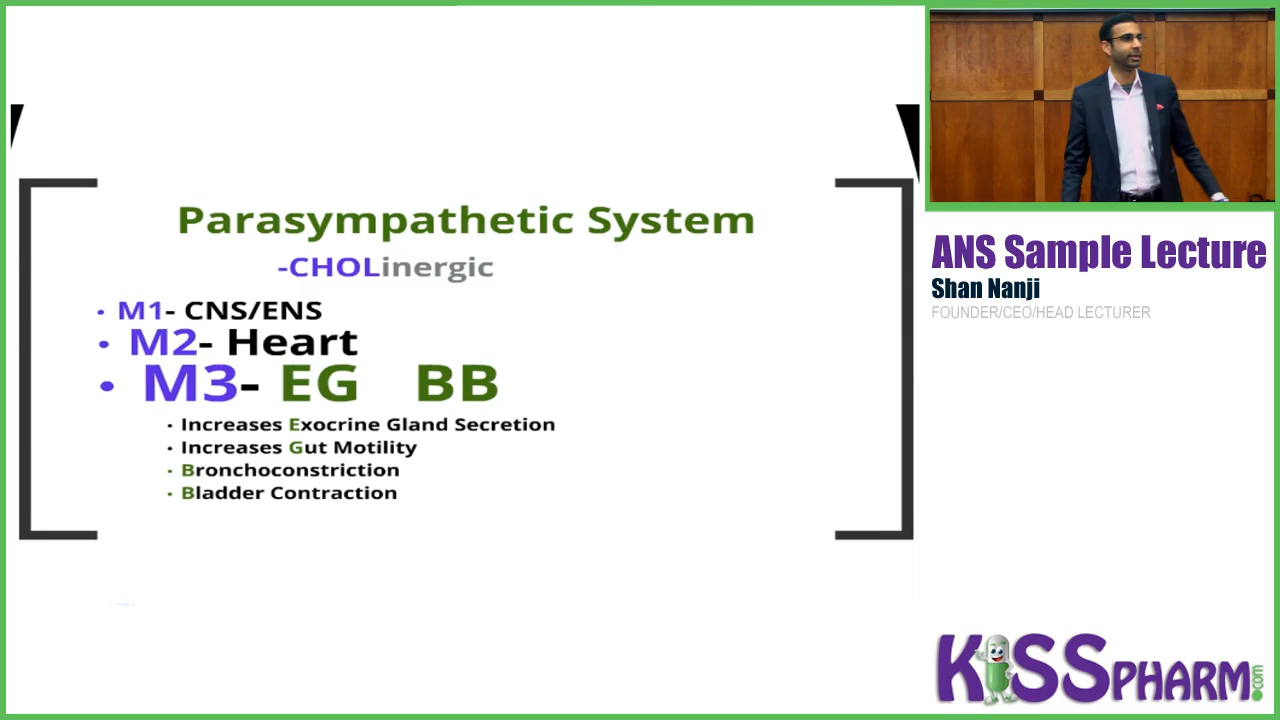 Parasympathetic System
-CHOLinergic
• M1- CNS/ENS
• M2- Heart
• M3- EG BB
• Increases Exocrine Gland Secretion
• Increases Gut Motility
• Bronchoconstriction
• Bladder Contraction
ANS Sample Lecture
Shan Nanji
FOUNDER/CEO/HEAD LECTURER
KiSSPHARM.com